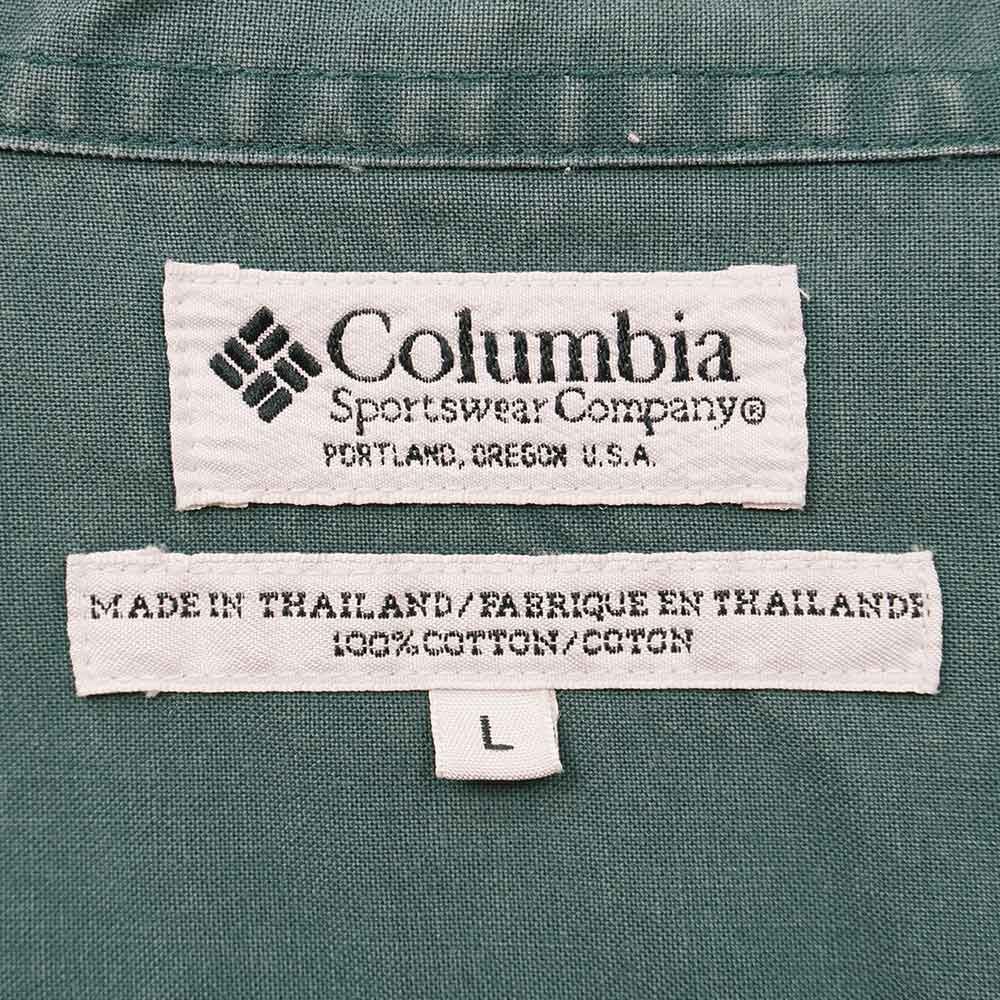 Columbia
Sportswear Company®
PORTLAND, OREGON U.S.A.
MADE IN THAILAND/FABRIQUE EN THAILANDE
100% COTTON/COTON
L